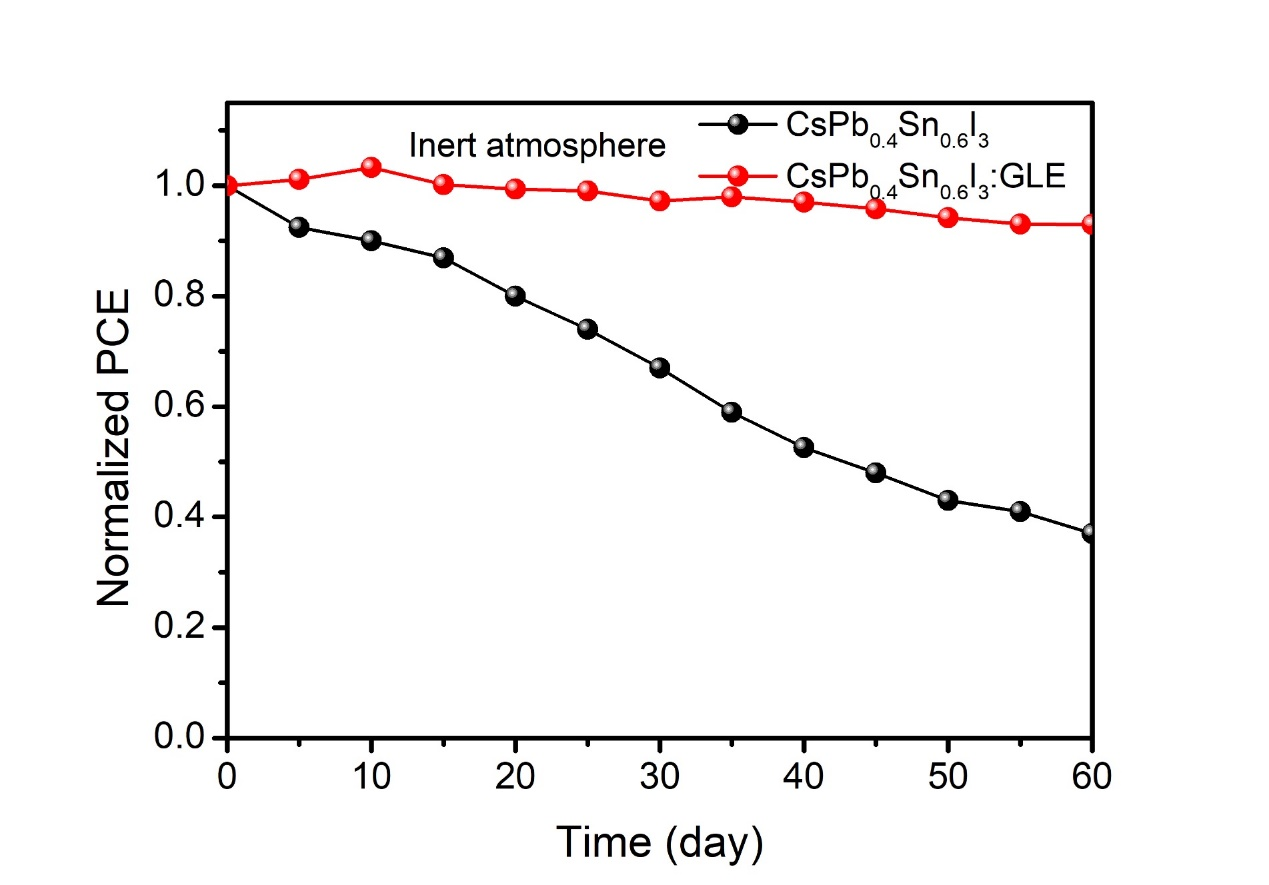 Inert atmosphere
CsPb0.4Sn0.6I3
CsPb0.4Sn0.6I3:GLE
1.0
0.8
0.6
0.4
0.2
0.0
Normalized PCE
0 10 20 30 40 50 60
Time (day)